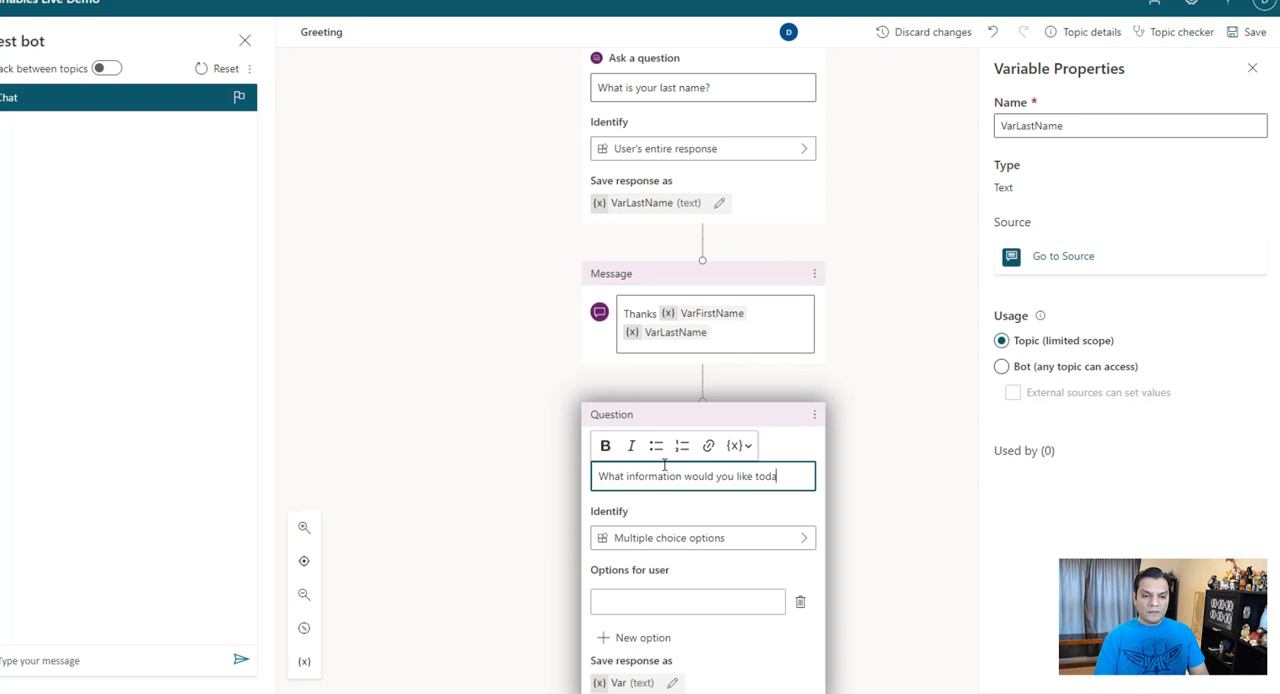 ariables Live Demo
est bot
ack between topics
Reset
Chat
Type your message
Greeting
D
Discard changes
Topic details
Topic checker
Save
Ask a question
What is your last name?
Identify
User's entire response
Save response as
{x} VarLastName (text)
Message
Thanks {x} VarFirstName
{x} VarLastName
Question
B I {x}
What information would you like toda
Identify
Multiple choice options
Options for user
New option
Save response as
{x} Var (text)
{x}
Variable Properties
Name *
VarLastName
Type
Text
Source
Go to Source
Usage
Topic (limited scope)
Bot (any topic can access)
External sources can set values
Used by (0)